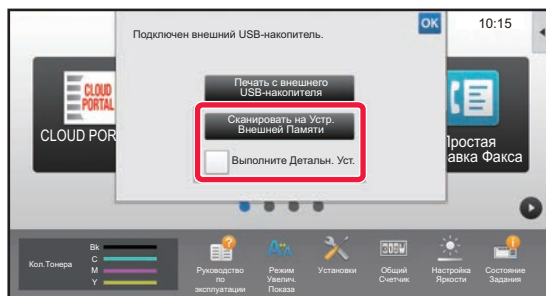 OK
10:15
Подключен внешний USB-накопитель.
Печать с внешнего
USB-накопителя
Сканировать на Устр.
Внешней Памяти
Выполните Детальн. Уст.
CLOUD
PORTAL
CLOUD POR
Простая
авка Факса
Кол.Тонера
Bk
C
M
Y
Руководство
по
эксплуатации
Режим
Увелич.
Показа
Установки
Общий
Счетчик
Настройка
Яркости
Состояние
Задания